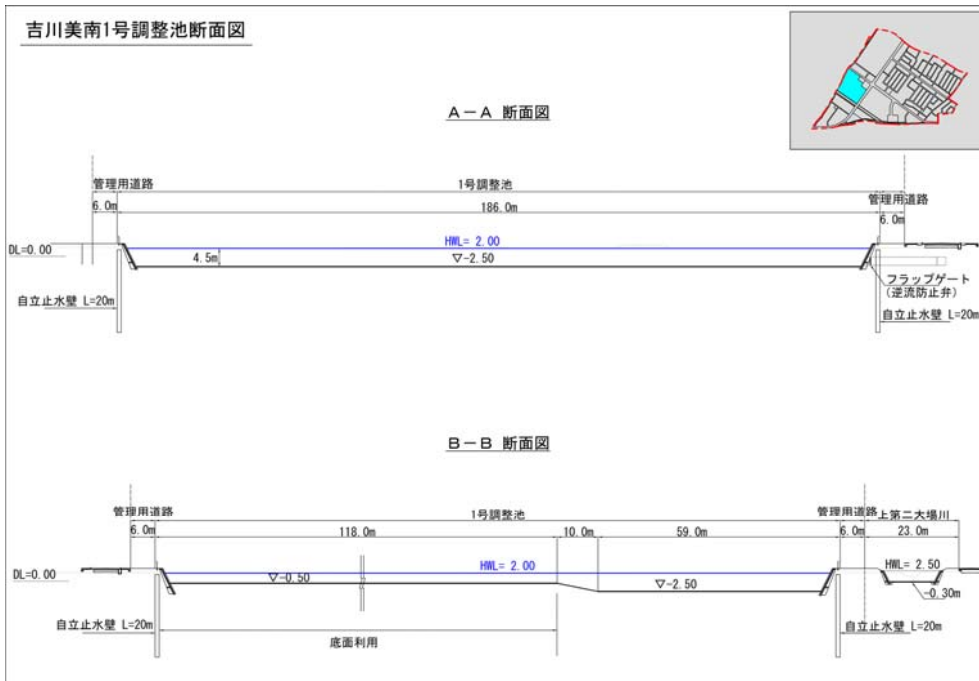 吉川美南1号調整池断面図
A-A 断面図
管理用道路
1号調整池
管理用道路
6.0m
186.0m
6.0m
DL=0.00
HWL= 2.00
4.5m
▽-2.50
フラップゲート
(逆流防止弁)
自立止水壁 L=20m
自立止水壁 L=20m
B-B 断面図
管理用道路
1号調整池
管理用道路
上第二大場川
6.0m
118.0m
10.0m
59.0m
6.0m
23.0m
DL=0.00
HWL= 2.00
HWL= 2.50
▽-0.50
▽-2.50
-0.30m
自立止水壁 L=20m
底面利用
自立止水壁 L=20m